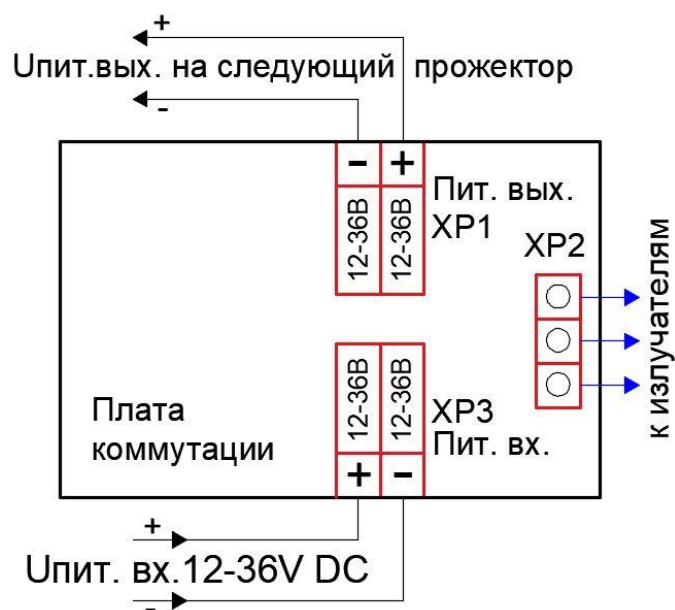 +
Uпит.вых. на следующий прожектор
-
- +
12-36В 12-36В
Пит. вых.
XP1
XP2
к излучателям
12-36В 12-36В
XP3
Пит. вх.
+ -
Плата
коммутации
+
Uпит. вх.12-36V DC
-